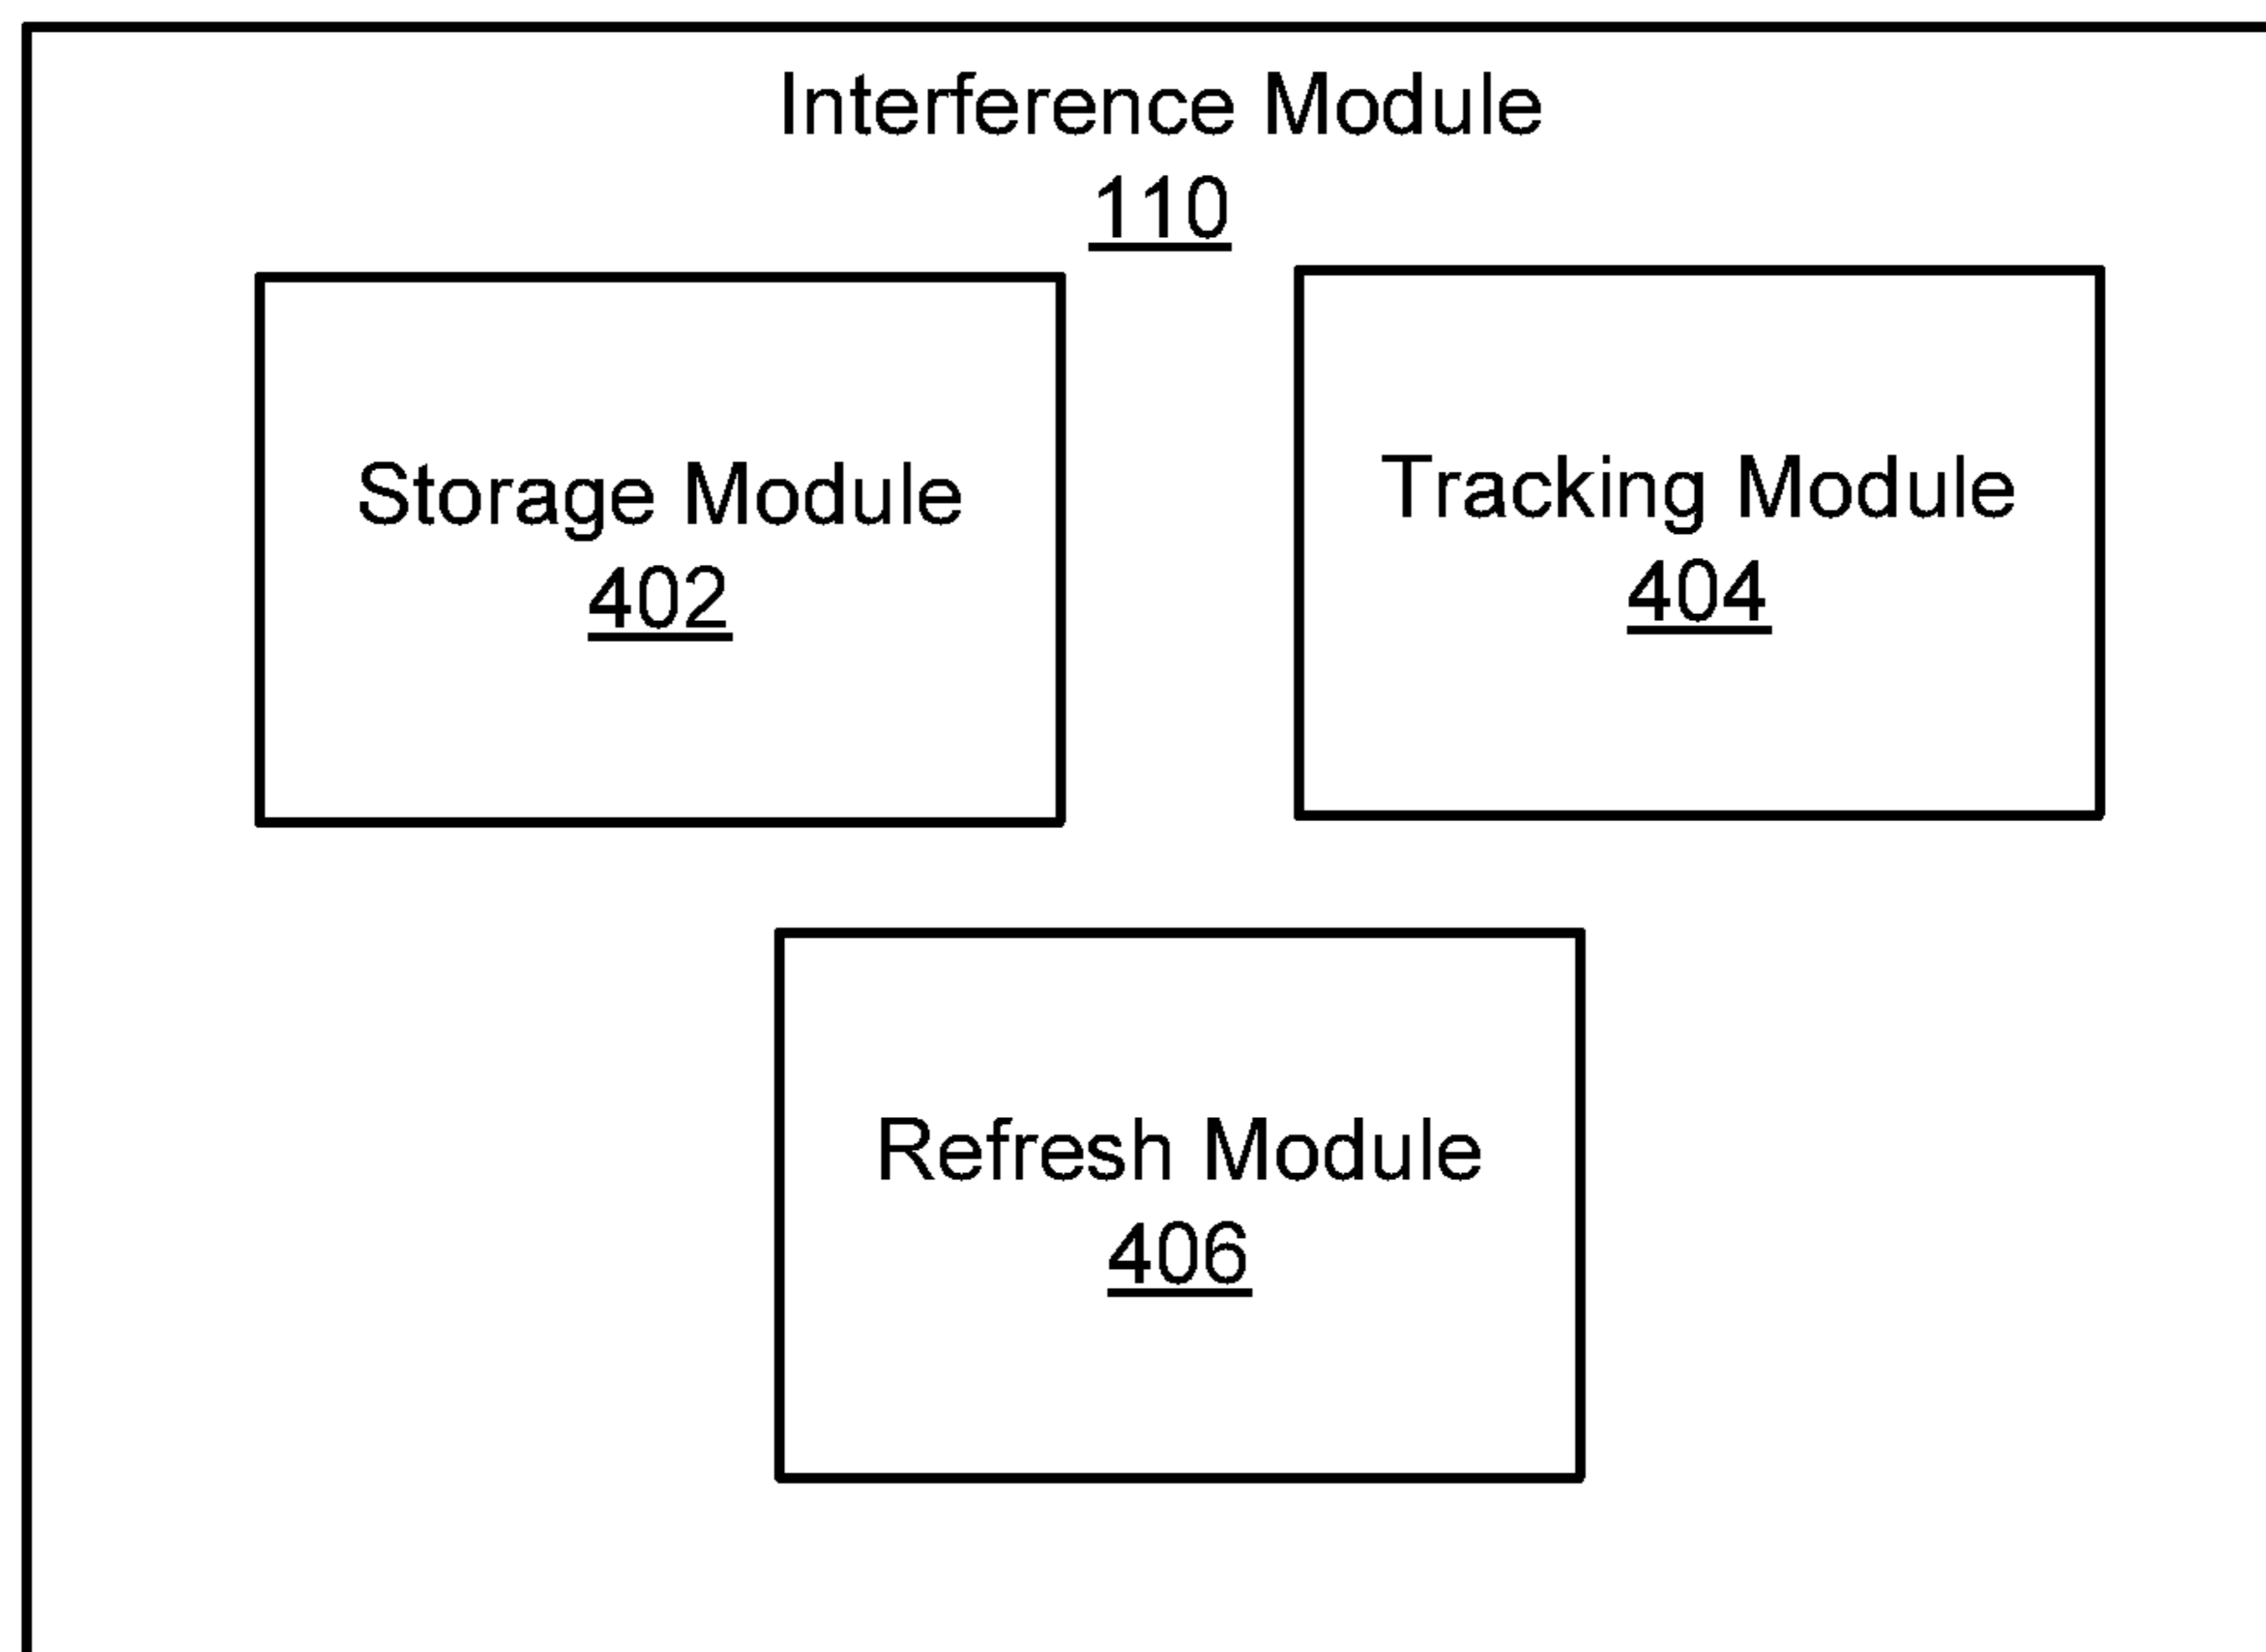 Interference Module
110
Storage Module
402
Tracking Module
404
Refresh Module
406